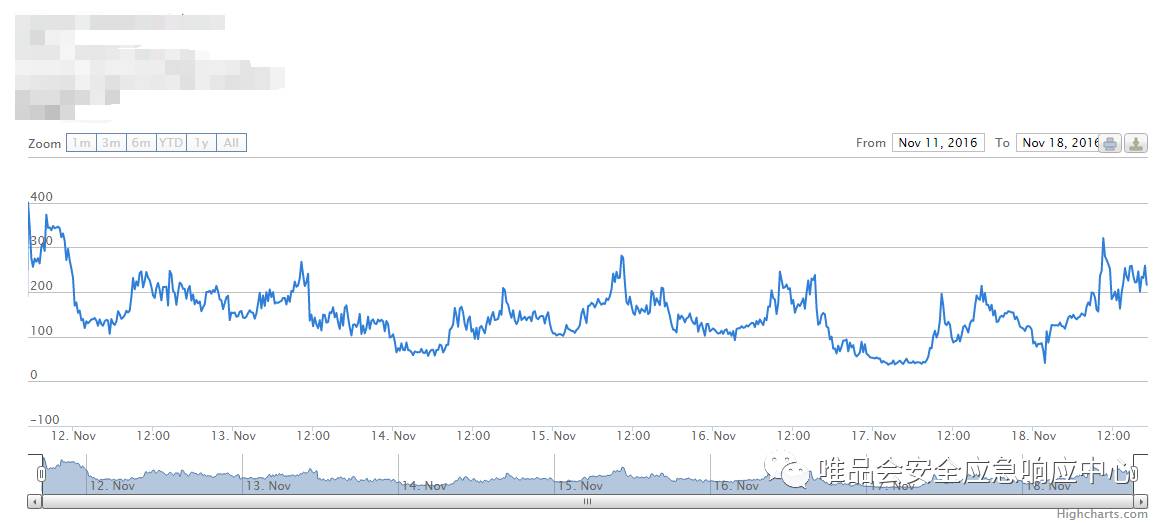 Zoom 1m 3m 6m YTD 1y All From Nov 11, 2016 To Nov 18, 2016
400
300
200
100
0
-100
12. Nov 12:00 13. Nov 12:00 14. Nov 12:00 15. Nov 12:00 16. Nov 12:00 17. Nov 12:00 18. Nov 12:00
12. Nov 13. Nov 14. Nov 15. Nov 16. Nov 17. Nov 18. Nov
唯品会安全应急响应中心
Highcharts.com